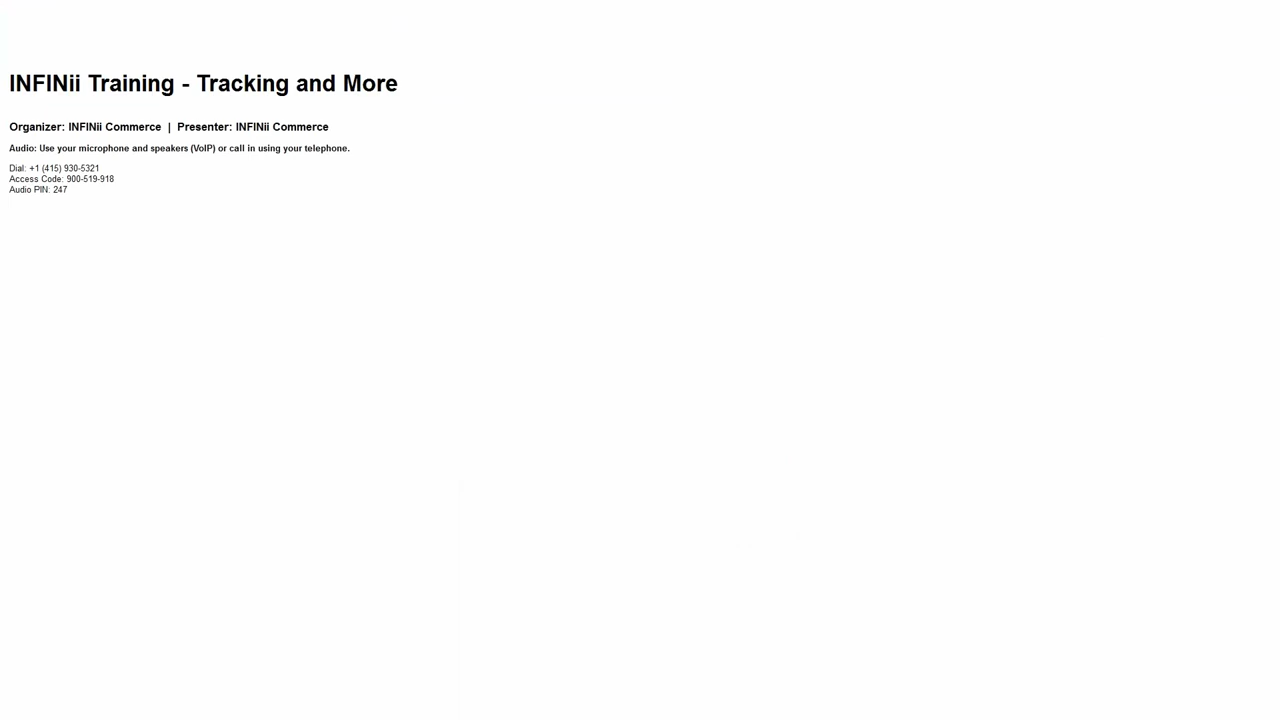 INFINii Training - Tracking and More
Organizer: INFINii Commerce | Presenter: INFINii Commerce
Audio: Use your microphone and speakers (VoIP) or call in using your telephone.
Dial: +1 (415) 930-5321
Access Code: 900-519-918
Audio PIN: 247